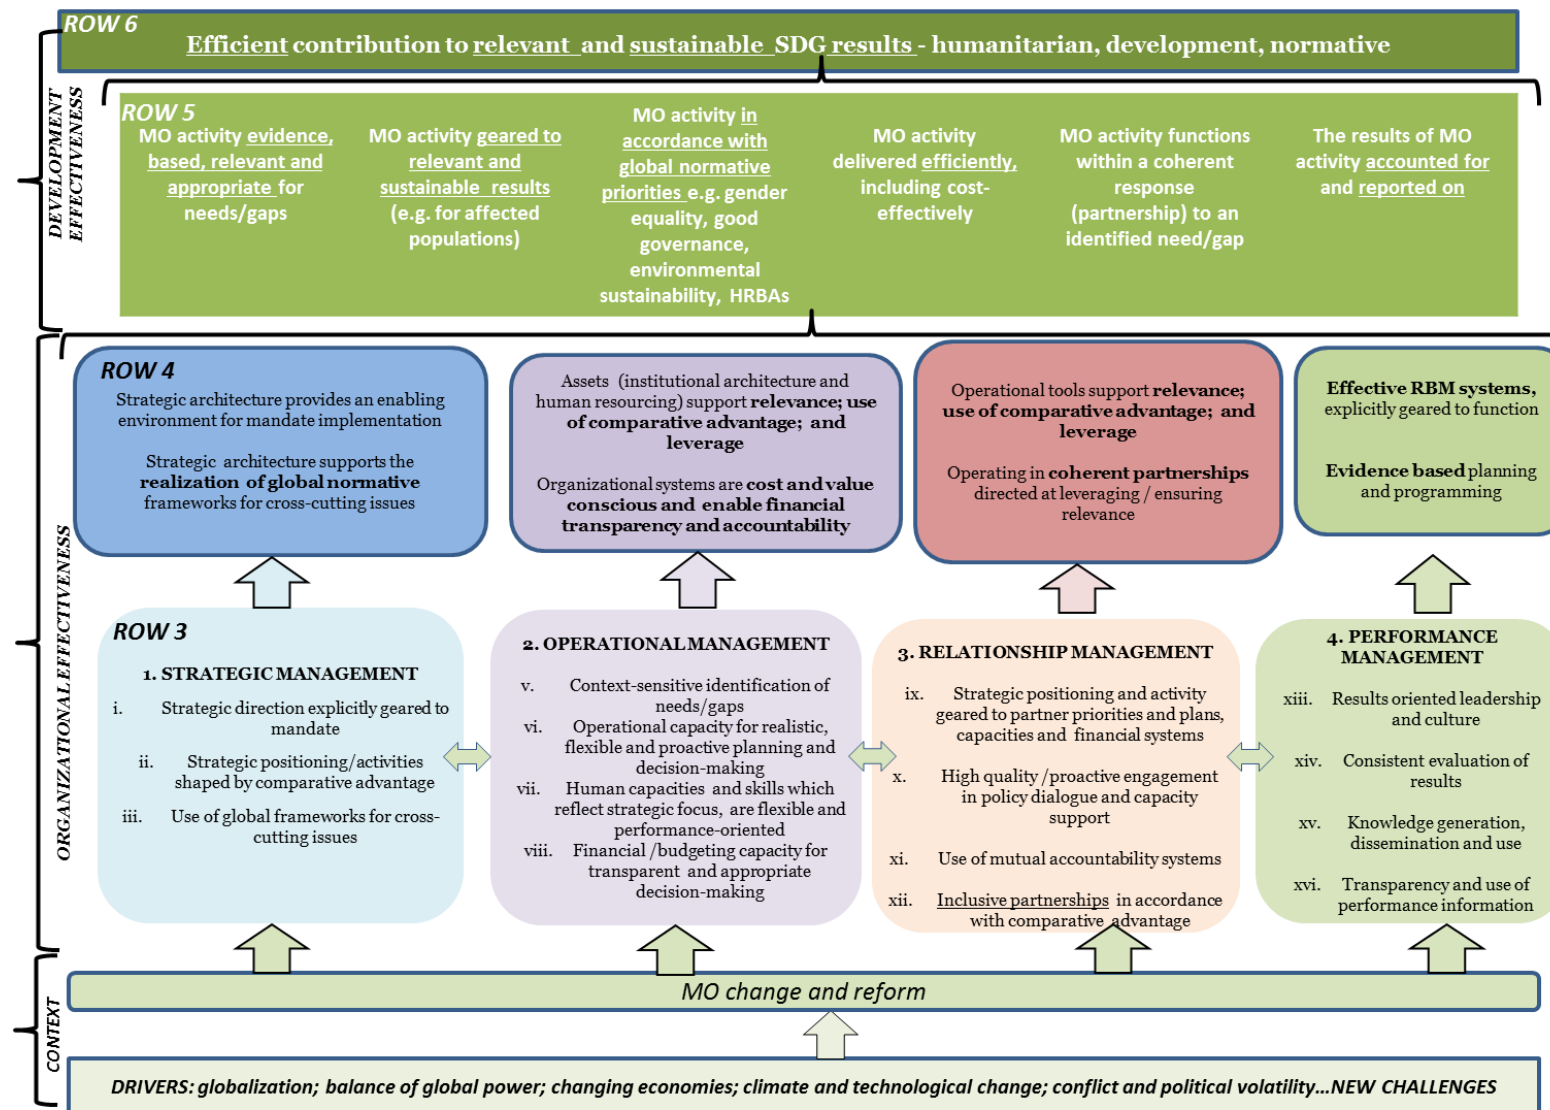 ROW 6
Efficient contribution to relevant and sustainable SDG results - humanitarian, development, normative
DEVELOPMENT
EFFECTIVENESS
ROW 5
MO activity evidence,
based, relevant and
appropriate for
needs/gaps
MO activity geared to
relevant and
sustainable results
(e.g. for affected
populations)
MO activity in
accordance with
global normative
priorities e.g. gender
equality, good
governance,
environmental
sustainability, HRBAs
MO activity
delivered efficiently,
including cost-
effectively
MO activity functions
within a coherent
response
(partnership) to an
identified need/gap
The results of MO
activity accounted for
and reported on
ORGANIZATIONAL EFFECTIVENESS
ROW 4
Strategic architecture provides an enabling
environment for mandate implementation
Strategic architecture supports the
realization of global normative
frameworks for cross-cutting issues
Assets (institutional architecture and
human resourcing) support relevance; use
of comparative advantage; and
leverage
Organizational systems are cost and value
conscious and enable financial
transparency and accountability
Operational tools support relevance;
use of comparative advantage; and
leverage
Operating in coherent partnerships
directed at leveraging / ensuring
relevance
Effective RBM systems,
explicitly geared to function
Evidence based planning
and programming
ROW 3
1. STRATEGIC MANAGEMENT
i. Strategic direction explicitly geared to
mandate
ii. Strategic positioning/activities
shaped by comparative advantage
iii. Use of global frameworks for cross-
cutting issues
2. OPERATIONAL MANAGEMENT
v. Context-sensitive identification of
needs/gaps
vi. Operational capacity for realistic,
flexible and proactive planning and
decision-making
vii. Human capacities and skills which
reflect strategic focus, are flexible and
performance-oriented
viii. Financial /budgeting capacity for
transparent and appropriate
decision-making
3. RELATIONSHIP MANAGEMENT
ix. Strategic positioning and activity
geared to partner priorities and plans,
capacities and financial systems
x. High quality /proactive engagement
in policy dialogue and capacity
support
xi. Use of mutual accountability systems
xii. Inclusive partnerships in accordance
with comparative advantage
4. PERFORMANCE
MANAGEMENT
xiii. Results oriented leadership
and culture
xiv. Consistent evaluation of
results
xv. Knowledge generation,
dissemination and use
xvi. Transparency and use of
performance information
CONTEXT
MO change and reform
DRIVERS: globalization; balance of global power; changing economies; climate and technological change; conflict and political volatility...NEW CHALLENGES